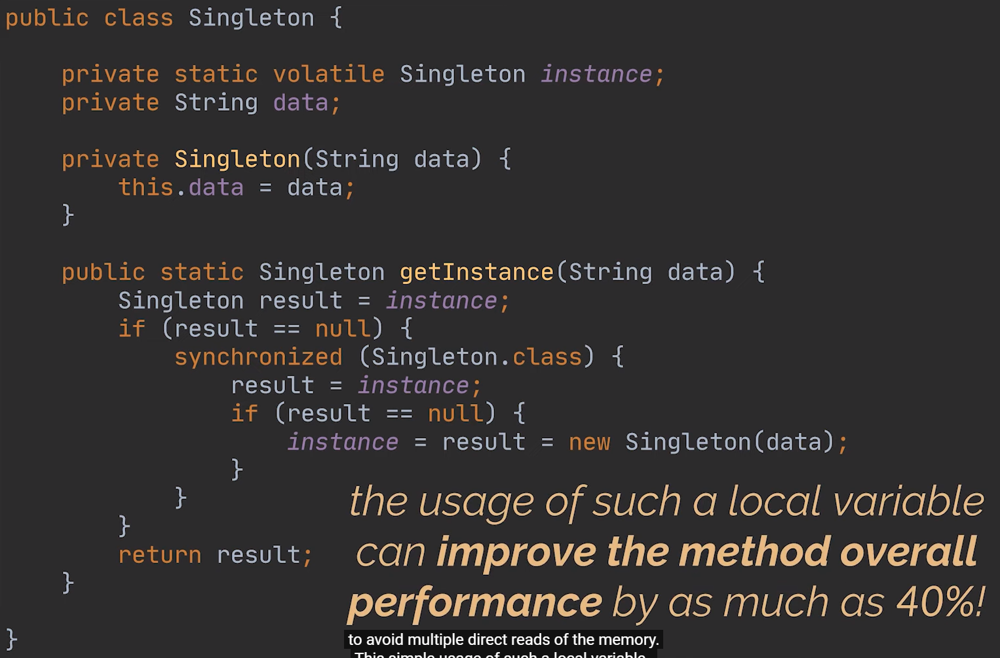 public class Singleton {
private static volatile Singleton instance;
private String data;
private Singleton(String data) {
this.data = data;
}
public static Singleton getInstance(String data) {
Singleton result = instance;
if (result == null) {
synchronized (Singleton.class) {
result = instance;
if (result == null) {
instance = result = new Singleton(data);
}
}
}
return result;
}
}
the usage of such a local variable
can improve the method overall
performance by as much as 40%!
to avoid multiple direct reads of the memory.
This simple usage of such a local variable